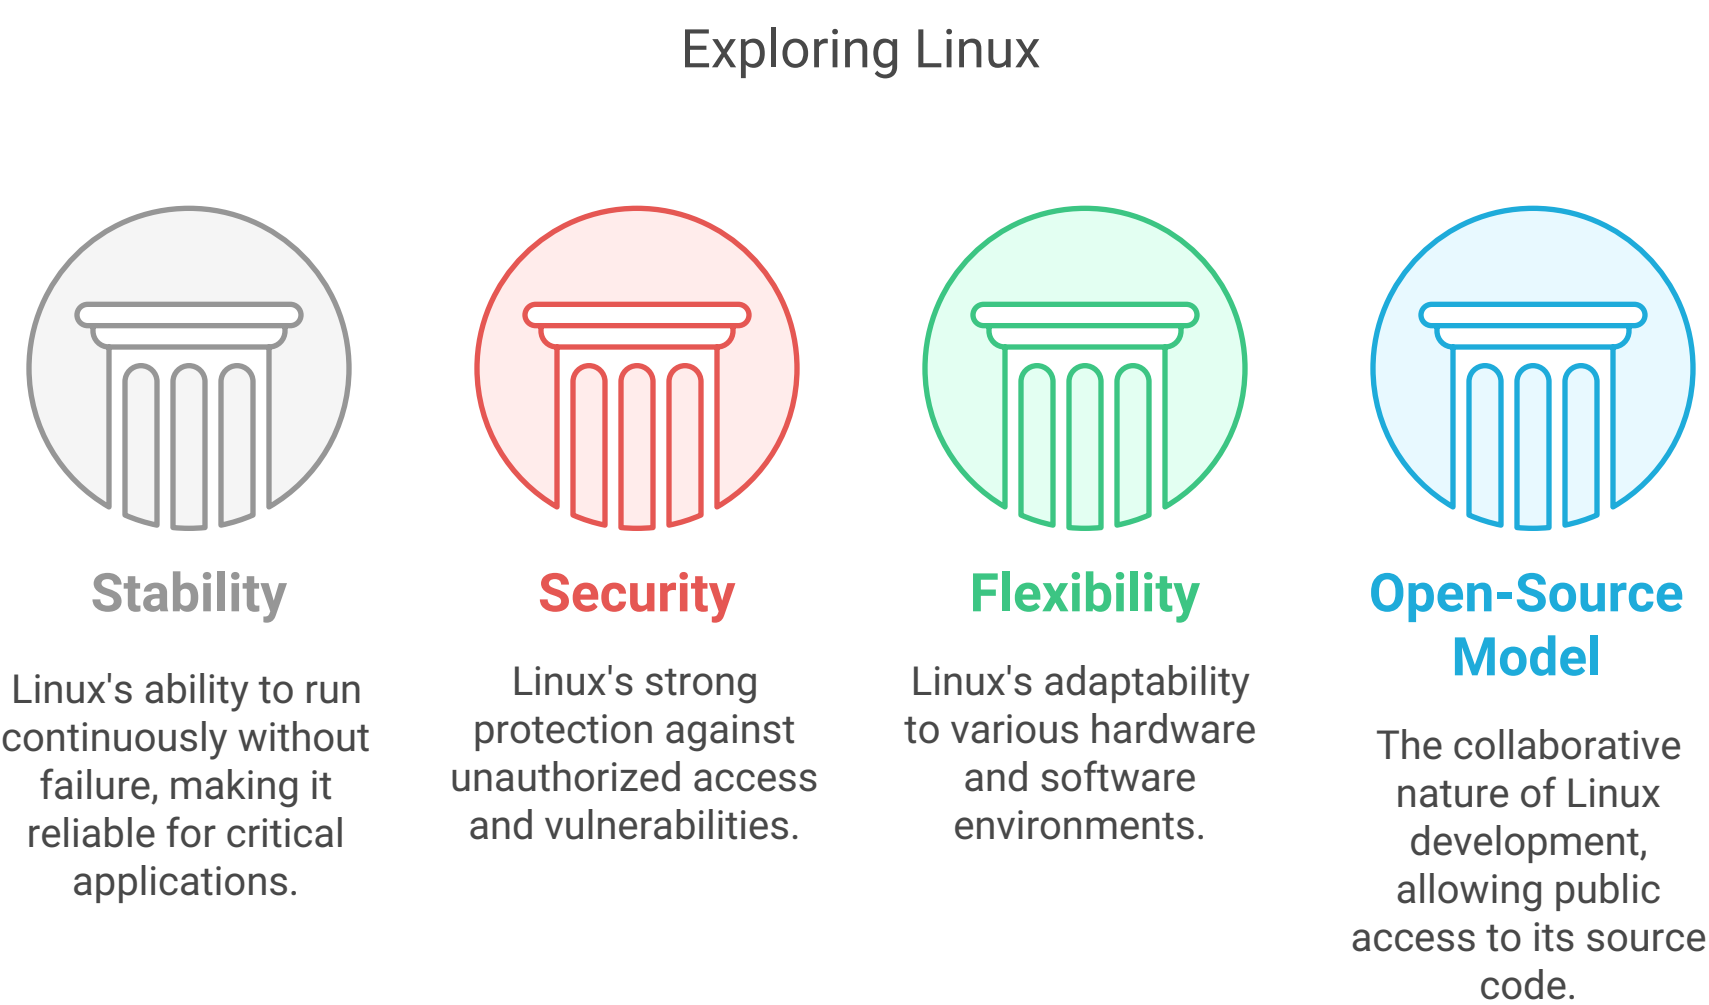 Exploring Linux
Stability
Linux's ability to run
continuously without
failure, making it
reliable for critical
applications.
Security
Linux's strong
protection against
unauthorized access
and vulnerabilities.
Flexibility
Linux's adaptability
to various hardware
and software
environments.
Open-Source
Model
The collaborative
nature of Linux
development,
allowing public
access to its source
code.